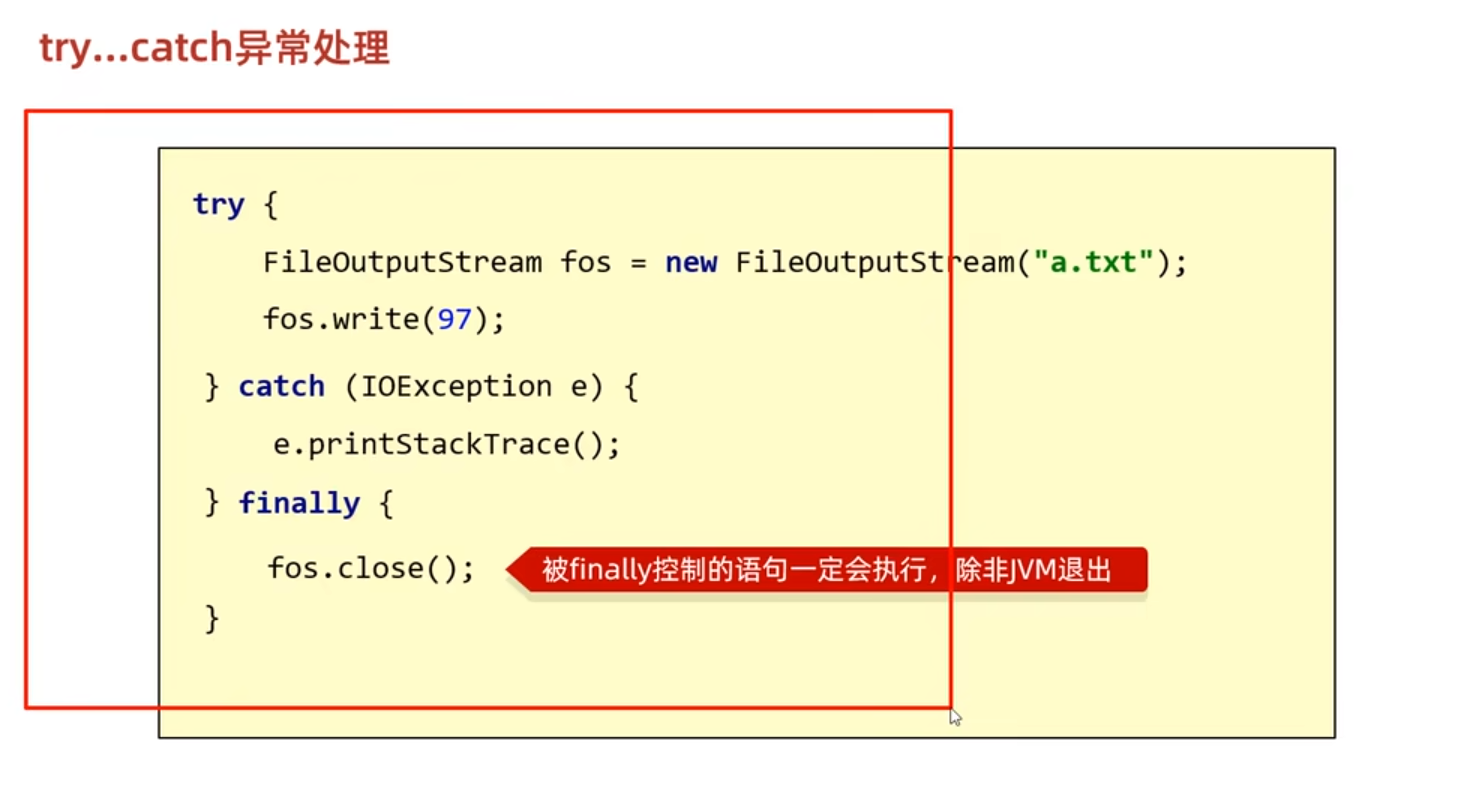 try...catch异常处理
try {
FileOutputStream fos = new FileOutputStream("a.txt");
fos.write(97);
} catch (IOException e) {
e.printStackTrace();
} finally {
fos.close(); 被finally控制的语句一定会执行，除非JVM退出
}